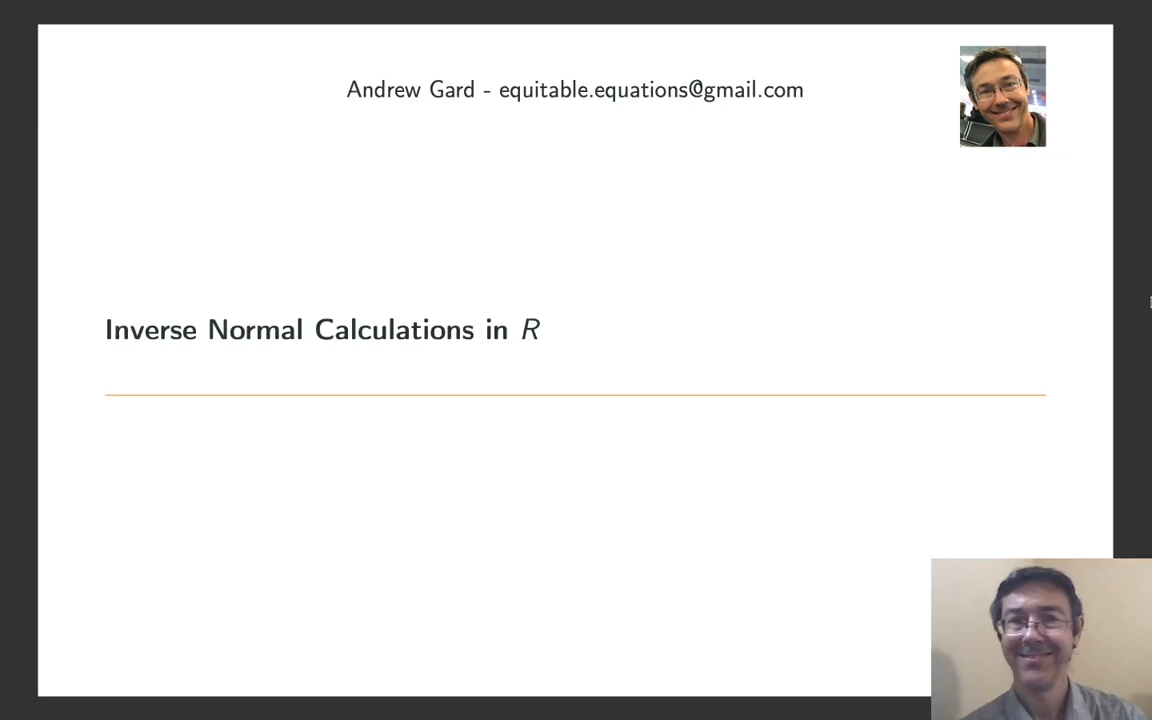 Andrew Gard - equitable.equations@gmail.com
Inverse Normal Calculations in R